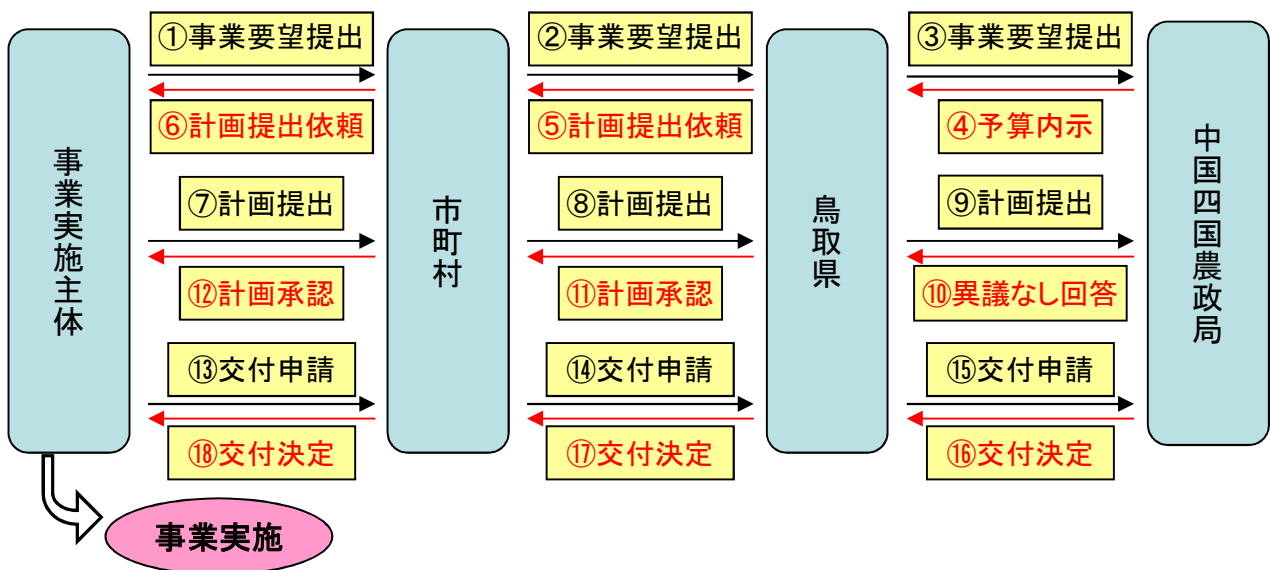 ①事業要望提出
②事業要望提出
③事業要望提出
⑥計画提出依頼
⑤計画提出依頼
④予算内示
事業実施主体
市町村
鳥取県
中国四国農政局
⑦計画提出
⑧計画提出
⑨計画提出
⑫計画承認
⑪計画承認
⑩異議なし回答
⑬交付申請
⑭交付申請
⑮交付申請
⑱交付決定
⑰交付決定
⑯交付決定
事業実施